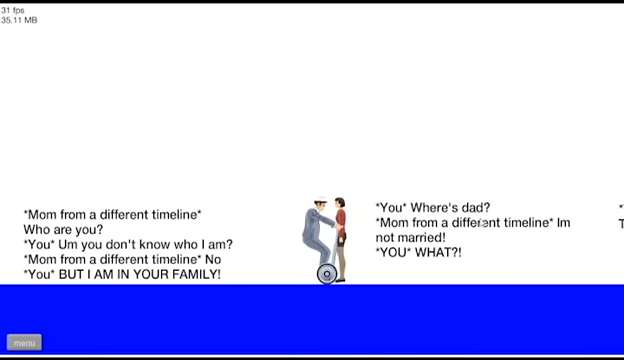 31 fps
35.11 MB
*Mom from a different timeline*
Who are you?
*You* Um you don't know who I am?
*Mom from a different timeline* No
*You* BUT I AM IN YOUR FAMILY!
*You* Where's dad?
*Mom from a different timeline* Im
not married!
*YOU* WHAT?!
menu